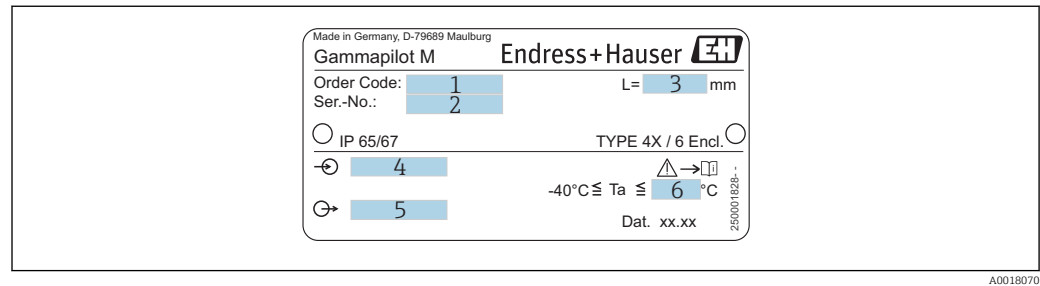 Made in Germany, D-79689 Maulburg
Gammapilot M
Endress+Hauser EH
Order Code: 1
L= 3 mm
Ser.-No.: 2
IP 65/67
TYPE 4X / 6 Encl.
4
-40°C ≦ Ta ≦ 6 °C
5
Dat. xx.xx
250001828- -
A0018070